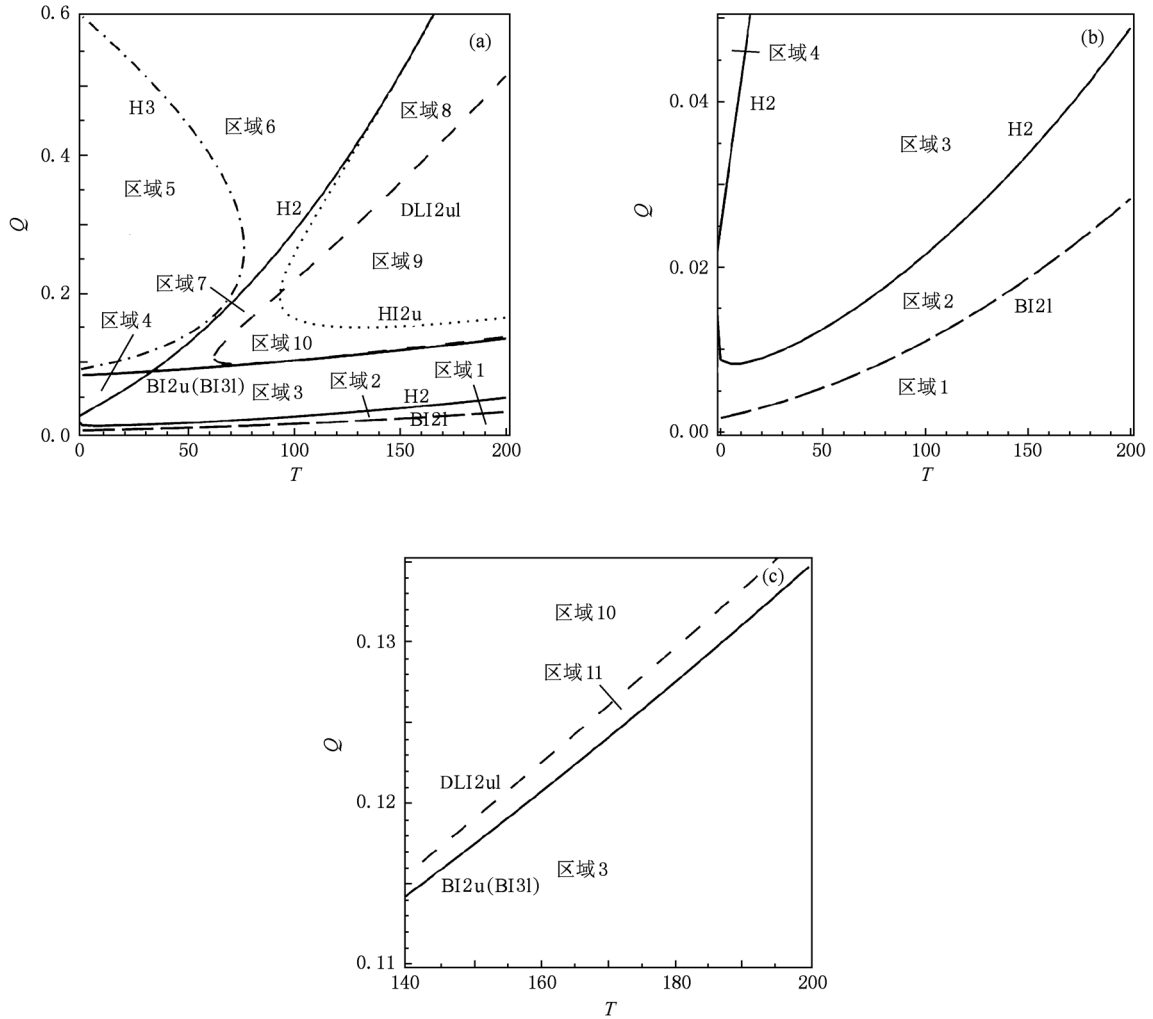 0.6
(a)
H3
区域6
区域8
0.4
区域5
H2
DLI2ul
Q
区域7
区域9
0.2
区域4
HI2u
区域10
BI2u(BI3l)
区域3
区域2
区域1
H2
BI2l
0.0
0
50
100
150
200
T
(b)
区域4
0.04
H2
区域3
H2
Q
0.02
区域2
BI2l
区域1
0.00
0
50
100
150
200
T
(c)
区域10
0.13
区域11
Q
DLI2ul
0.12
BI2u(BI3l)
区域3
0.11
140
160
180
200
T